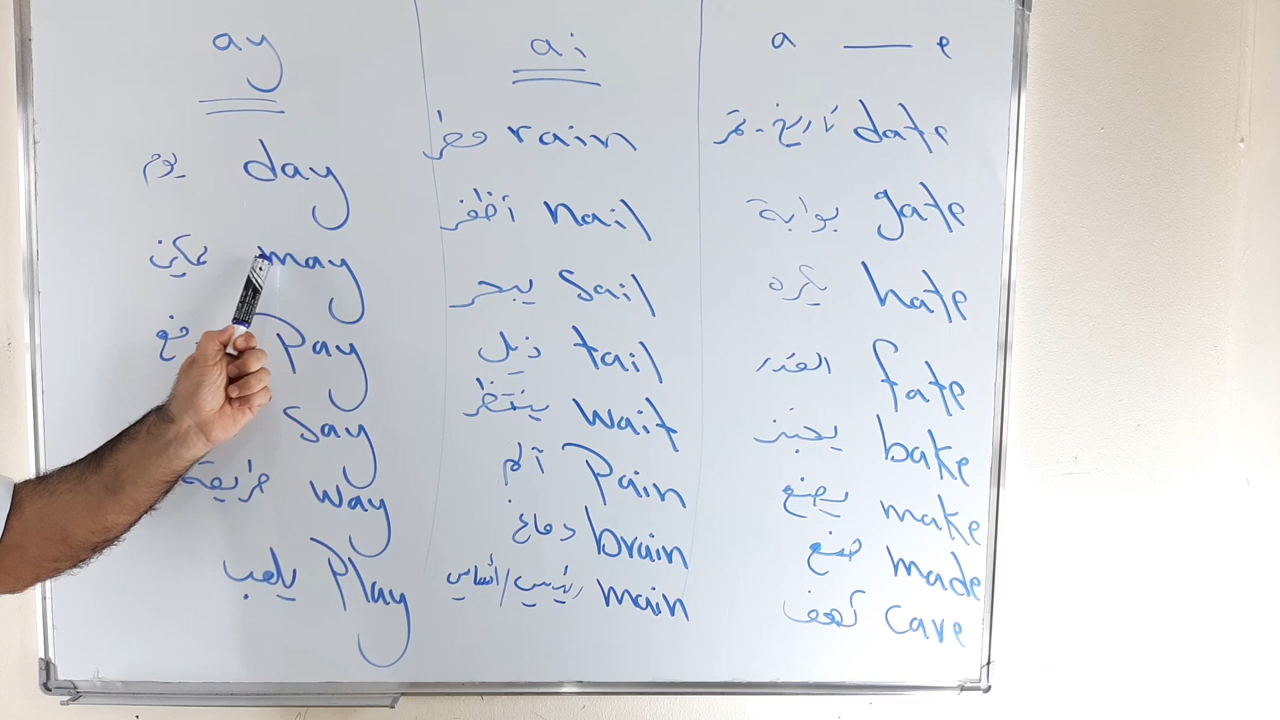 ay
day يوم
may ممكن
Pay
Say
way طريقة
Play يلعب
ai
rain مطر
nail أظفر
Sail يبحر
tail ذيل
wait ينتظر
Pain ألم
brain دماغ
main رئيسي/أساسي
a — e
date تاريخ - تمر
gate بوابة
hate يكره
fate القدر
bake يخبز
make يصنع
made صنع
cave كهف